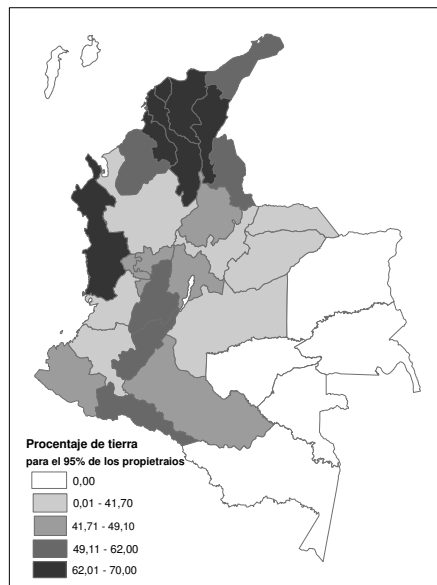 Procentaje de tierra
para el 95% de los propietraios
0,00
0,01 - 41,70
41,71 - 49,10
49,11 - 62,00
62,01 - 70,00